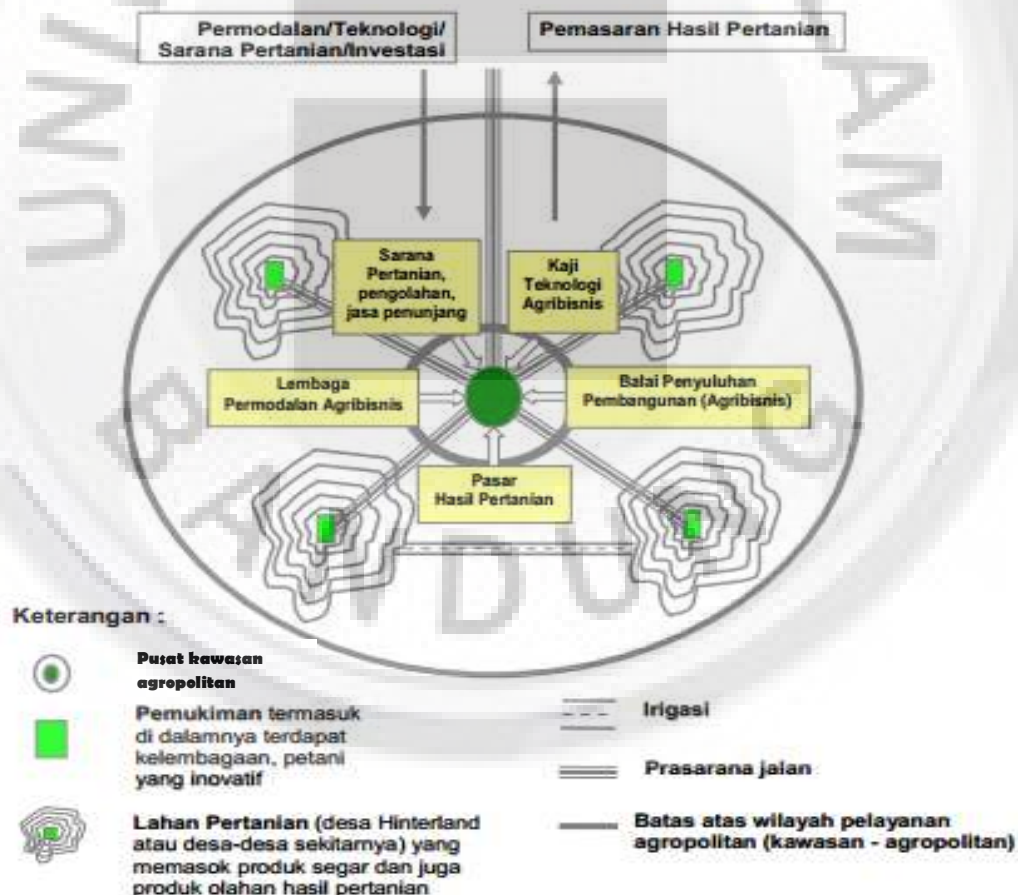 Permodalan/Teknologi/
Sarana Pertanian/Investasi
Pemasaran Hasil Pertanian
Sarana
Pertanian,
pengolahan,
jasa penunjang
Kaji
Teknologi
Agribisnis
Lembaga
Permodalan Agribisnis
Balai Penyuluhan
Pembangunan (Agribisnis)
Pasar
Hasil Pertanian
BANDUNG
Keterangan :
Pusat kawasan
agropolitan
Pemukiman termasuk
di dalamnya terdapat
kelembagaan, petani
yang inovatif
Lahan Pertanian (desa Hinterland
atau desa-desa sekitarnya) yang
memasok produk segar dan juga
produk olahan hasil pertanian
Irigasi
Prasarana jalan
Batas atas wilayah pelayanan
agropolitan (kawasan - agropolitan)